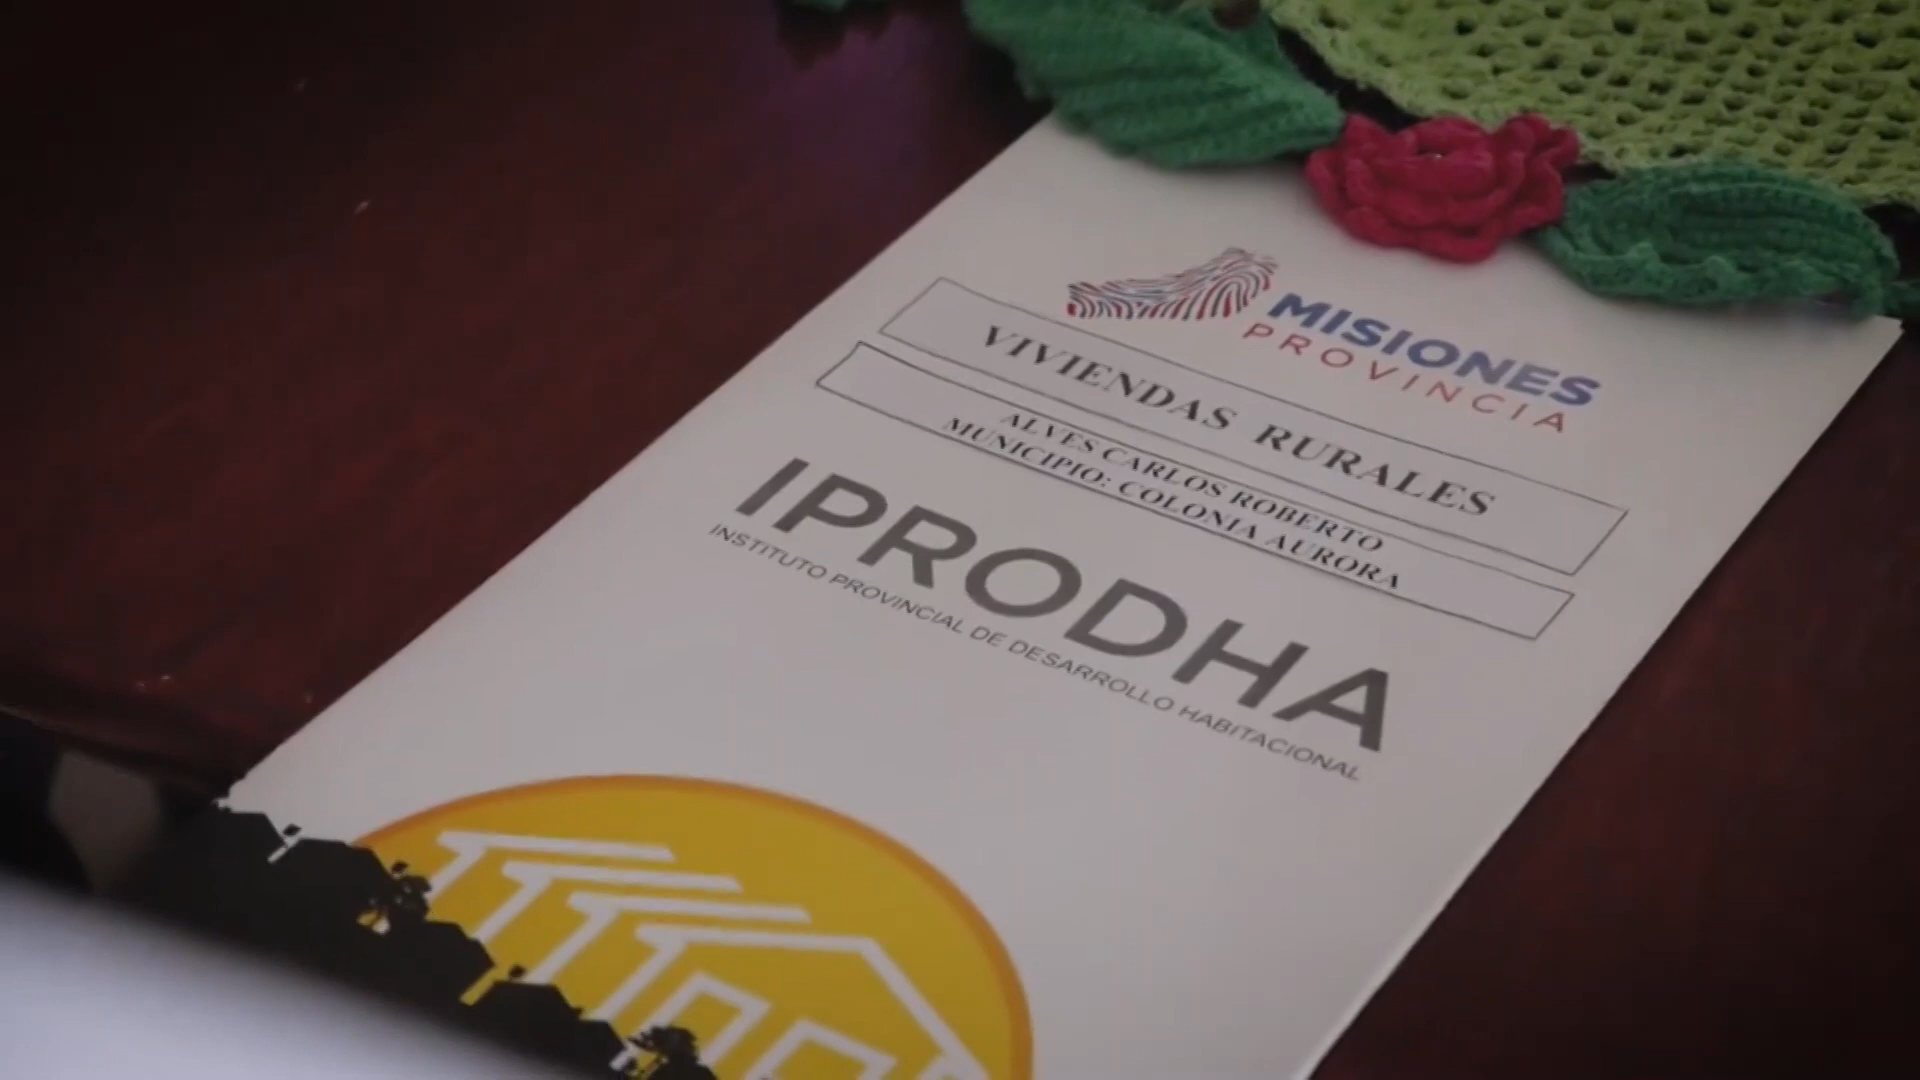 MISIONES
PROVINCIA
VIVIENDAS RURALES
ALVES CARLOS ROBERTO
MUNICIPIO: COLONIA AURORA
IPRODHA
INSTITUTO PROVINCIAL DE DESARROLLO HABITACIONAL